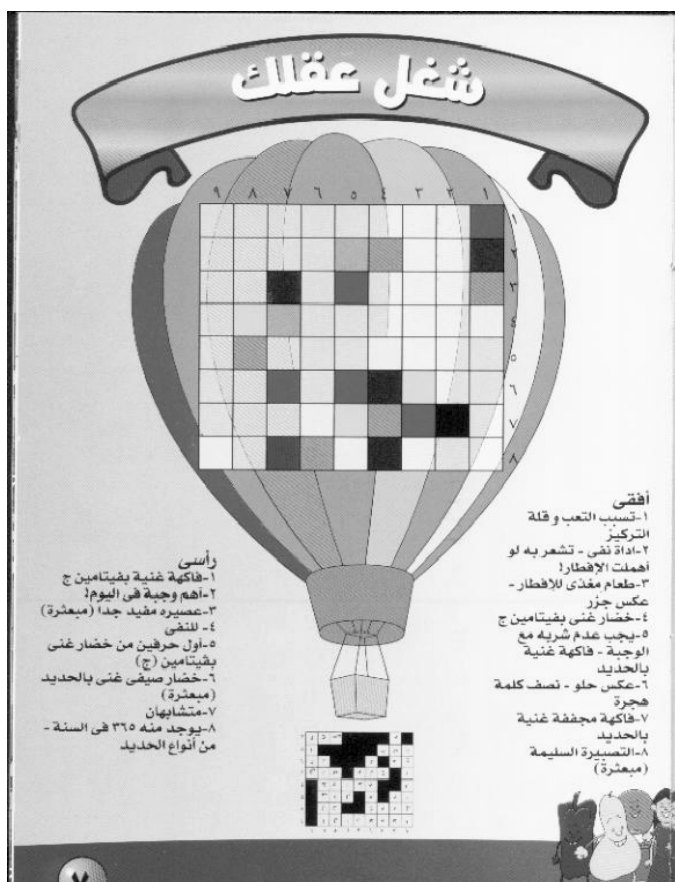 شغل عقلك
٩ ٨ ٧ ٦ ٥ ٤ ٣ ٢ ١
١
٢
٣
٤
٥
٦
٧
٨
أفقى
١-تسبب التعب و قلة
التركيز
٢-اداة نفى - تشعر به لو
أهملت الإفطار!
٣-طعام مغذى للإفطار -
عكس جزر
٤-خضار غنى بفيتامين ج
٥-يجب عدم شربه مع
الوجبة - فاكهة غنية
بالحديد
٦-عكس حلو - نصف كلمة
هجرة
٧-فاكهة مجففة غنية
بالحديد
٨-التصبيرة السليمة
(مبعثرة)
رأسى
١-فاكهة غنية بفيتامين ج
٢-أهم وجبة فى اليوم!
٣-عصيره مفيد جدا (مبعثرة)
٤- للنفى
٥-أول حرفين من خضار غنى
بفيتامين (ج)
٦-خضار صيفى غنى بالحديد
(مبعثرة)
٧-متشابهان
٨-يوجد منه ٣٦٥ فى السنة -
من أنواع الحديد
٧